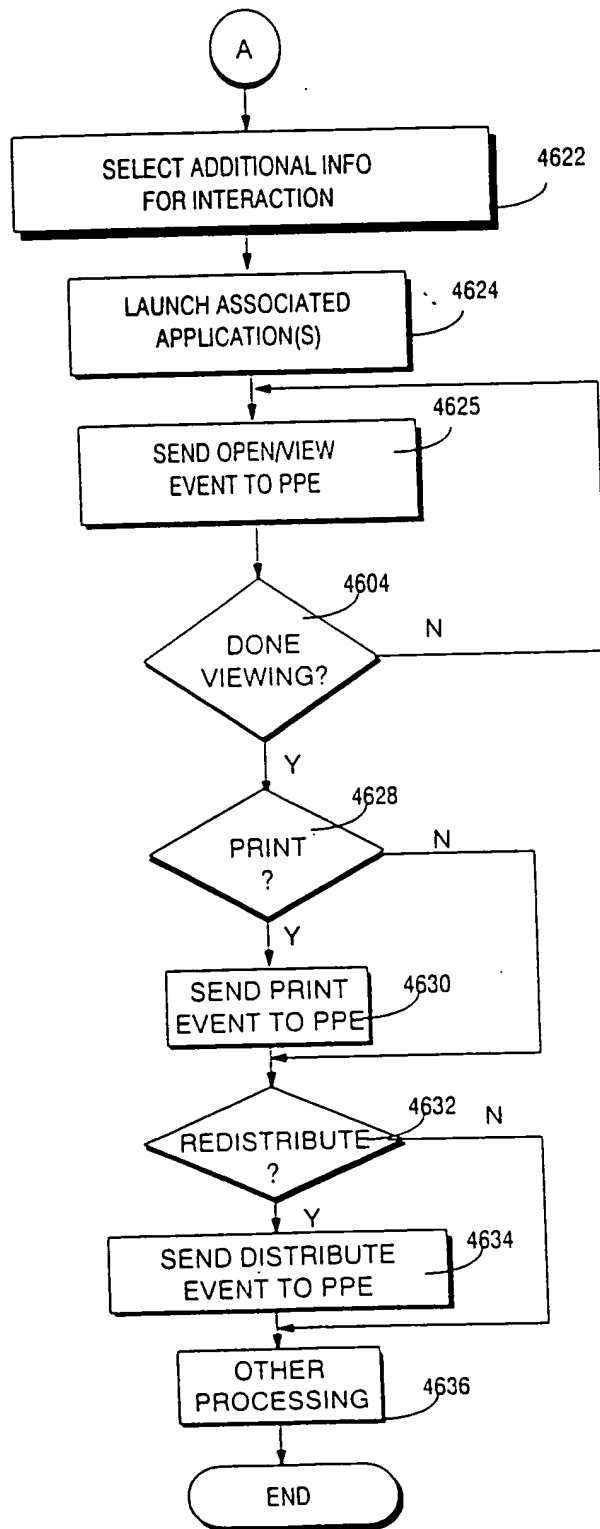 A
SELECT ADDITIONAL INFO
FOR INTERACTION
4622
LAUNCH ASSOCIATED
APPLICATION(S)
4624
4625
SEND OPEN/VIEW
EVENT TO PPE
4604
DONE
VIEWING?
N
Y
4628
PRINT
?
N
Y
SEND PRINT
EVENT TO PPE
4630
4632
REDISTRIBUTE
?
N
Y
SEND DISTRIBUTE
EVENT TO PPE
4634
OTHER
PROCESSING
4636
END